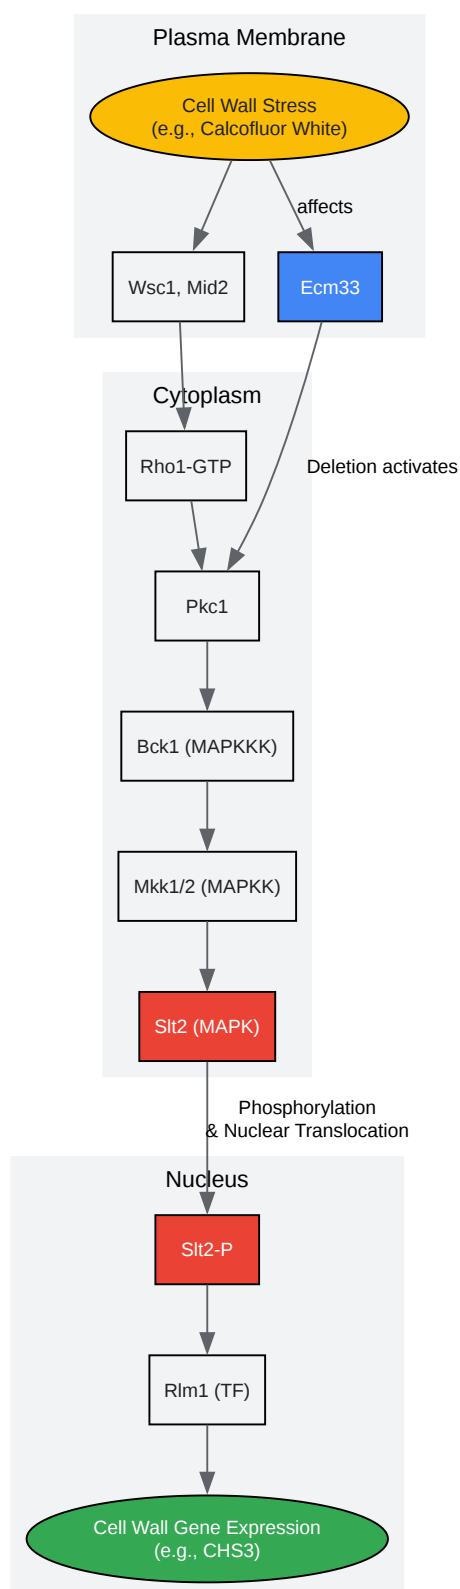 Plasma Membrane
Cell Wall Stress
(e.g., Calcofluor White)
affects
Wsc1, Mid2
Ecm33
Cytoplasm
Rho1-GTP
Deletion activates
Pkc1
Bck1 (MAPKKK)
Mkk1/2 (MAPKK)
Slt2 (MAPK)
Phosphorylation
& Nuclear Translocation
Nucleus
Slt2-P
Rlm1 (TF)
Cell Wall Gene Expression
(e.g., CHS3)